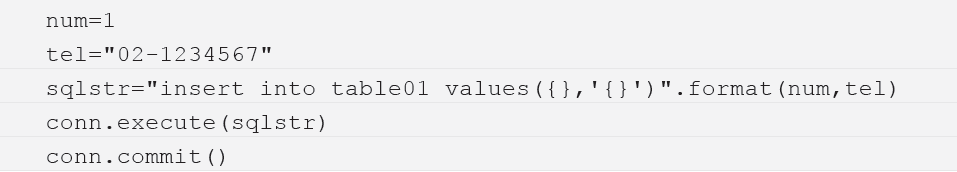 num=1
tel="02-1234567"
sqlstr="insert into table01 values({},'{}')".format(num,tel)
conn.execute(sqlstr)
conn.commit()